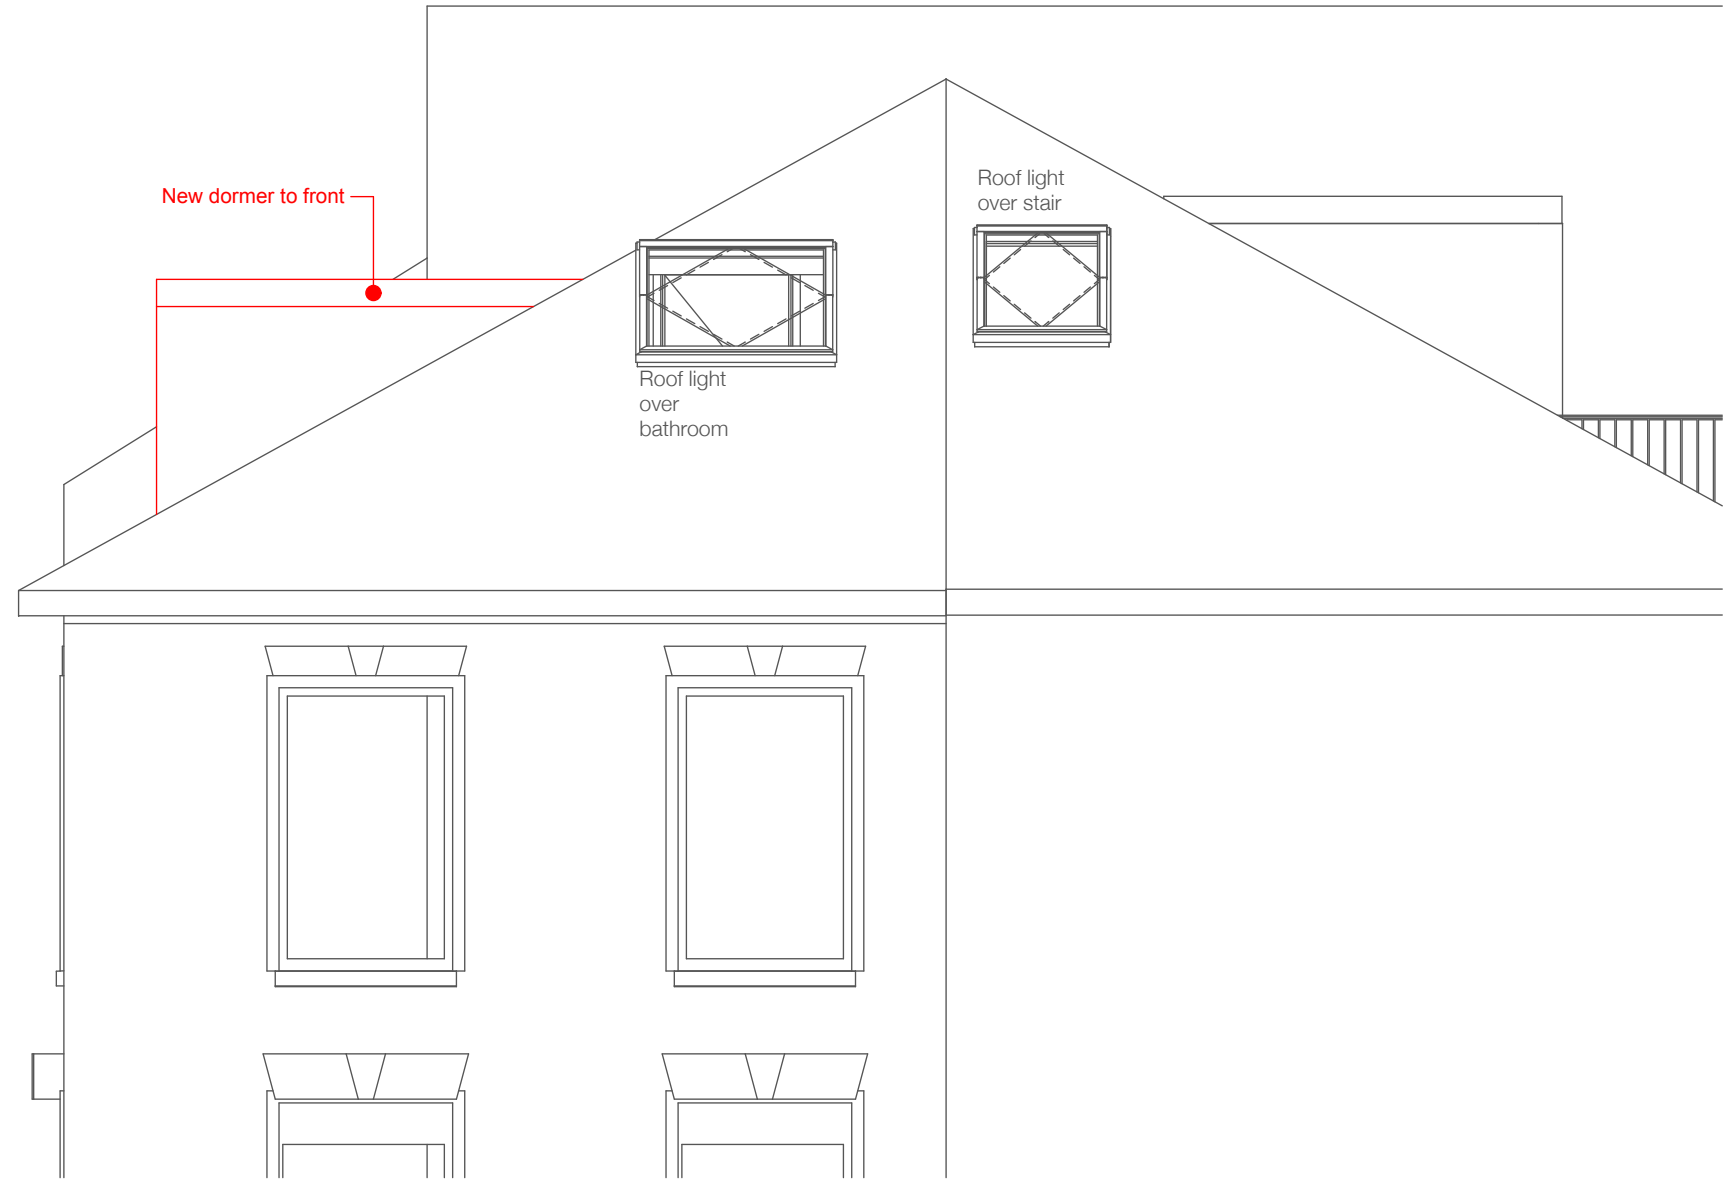 New dormer to front
Roof light
over stair
Roof light
over
bathroom